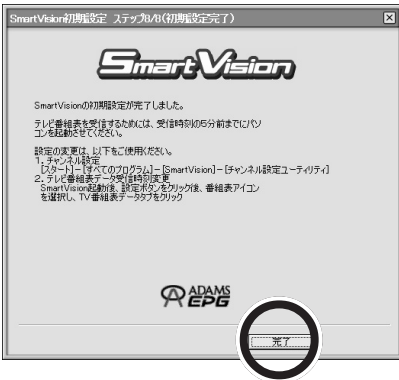 SmartVision初期設定 ステップ8/8(初期設定完了)
SmartVision
SmartVisionの初期設定が完了しました。
テレビ番組表を受信するためには、受信時刻の5分前までにパソ
コンを起動させてください。
設定の変更は、以下をご使用ください。
1. チャンネル設定
[スタート]-[すべてのプログラム]-[SmartVision]-[チャンネル設定ユーティリティ]
2. テレビ番組表データ受信時刻変更
SmartVision起動後、設定ボタンをクリック後、番組表アイコン
を選択し、TV番組表データタブをクリック
ADAMS
EPG
完了